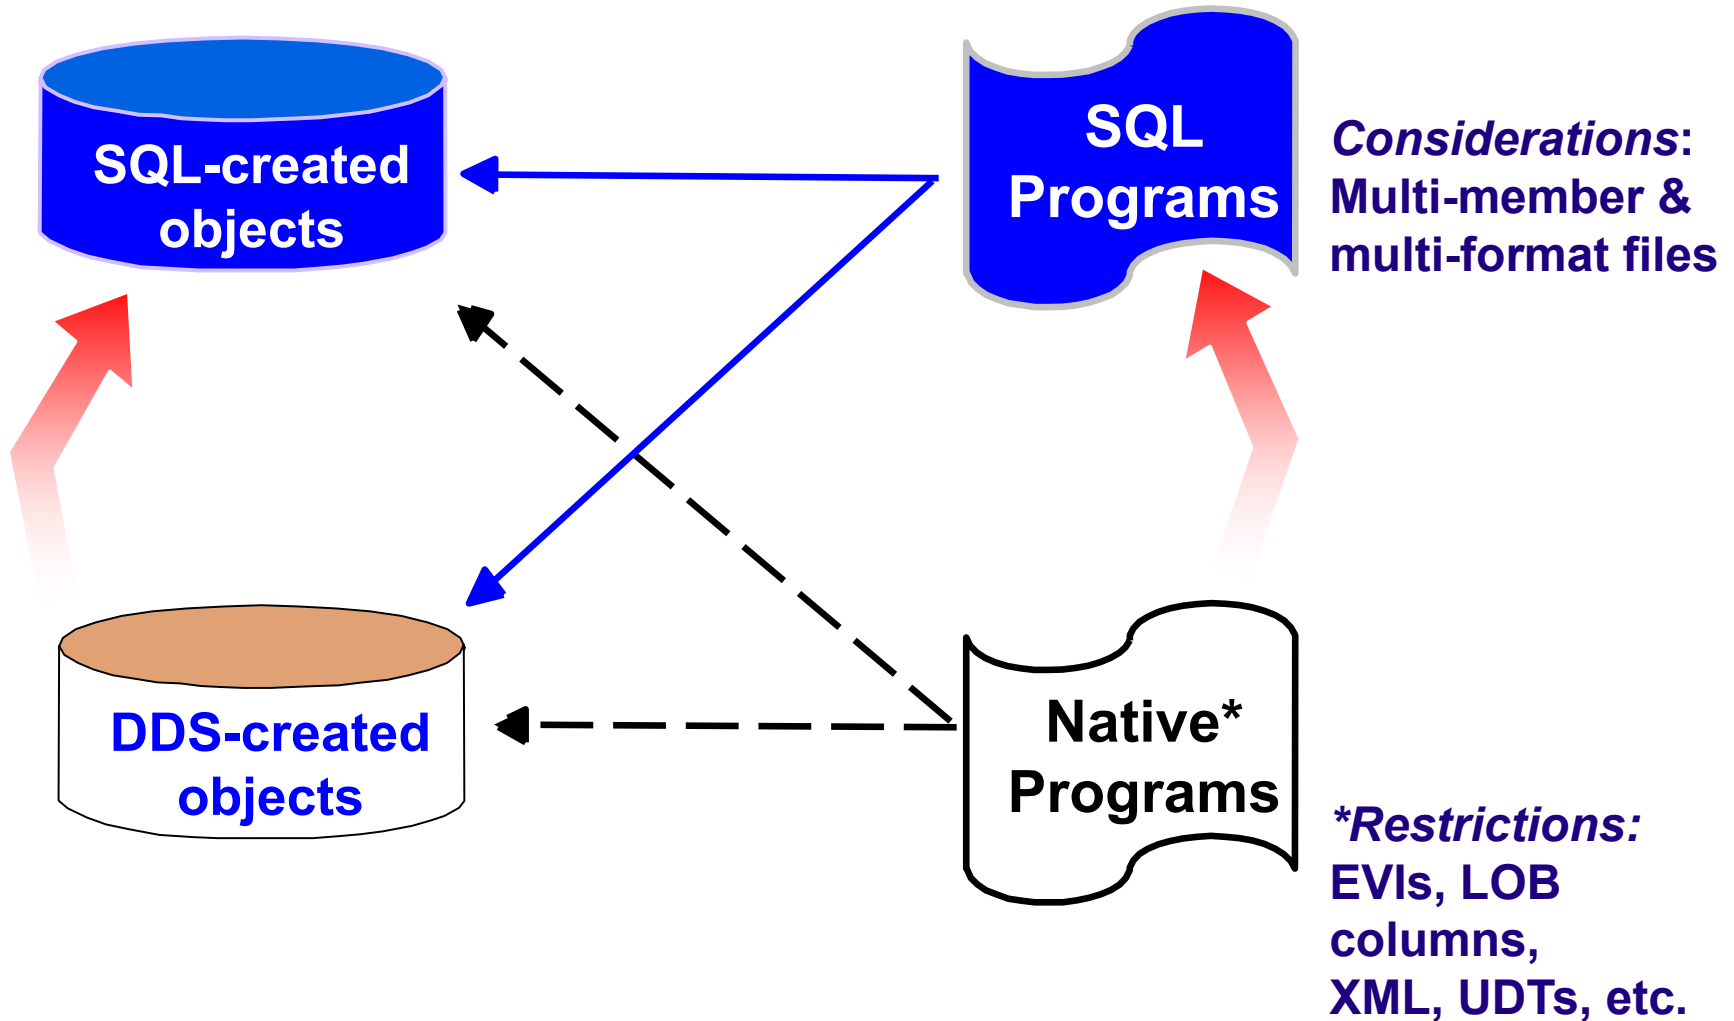 SQL-created
objects
SQL
Programs
Considerations:
Multi-member &
multi-format files
DDS-created
objects
Native*
Programs
*Restrictions:
EVIs, LOB
columns,
XML, UDTs, etc.